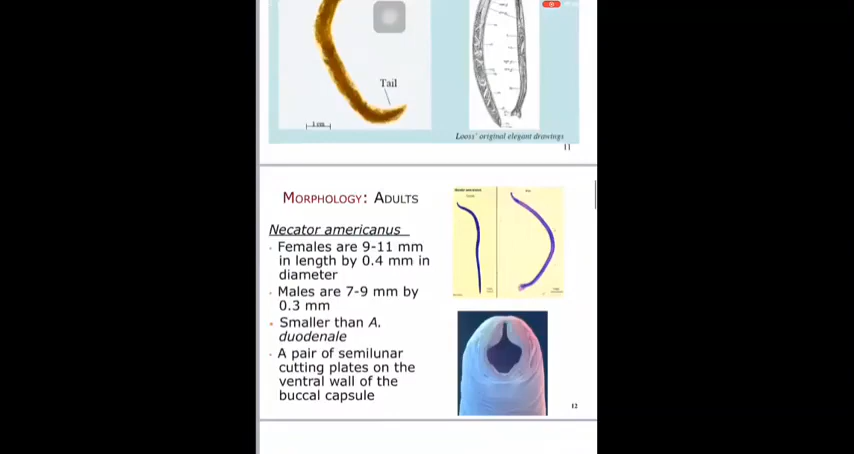 Tail
1 cm
Looss' original elegant drawings
11
MORPHOLOGY: ADULTS
Necator americanus
· Females are 9-11 mm
in length by 0.4 mm in
diameter
· Males are 7-9 mm by
0.3 mm
• Smaller than A.
duodenale
· A pair of semilunar
cutting plates on the
ventral wall of the
buccal capsule
12